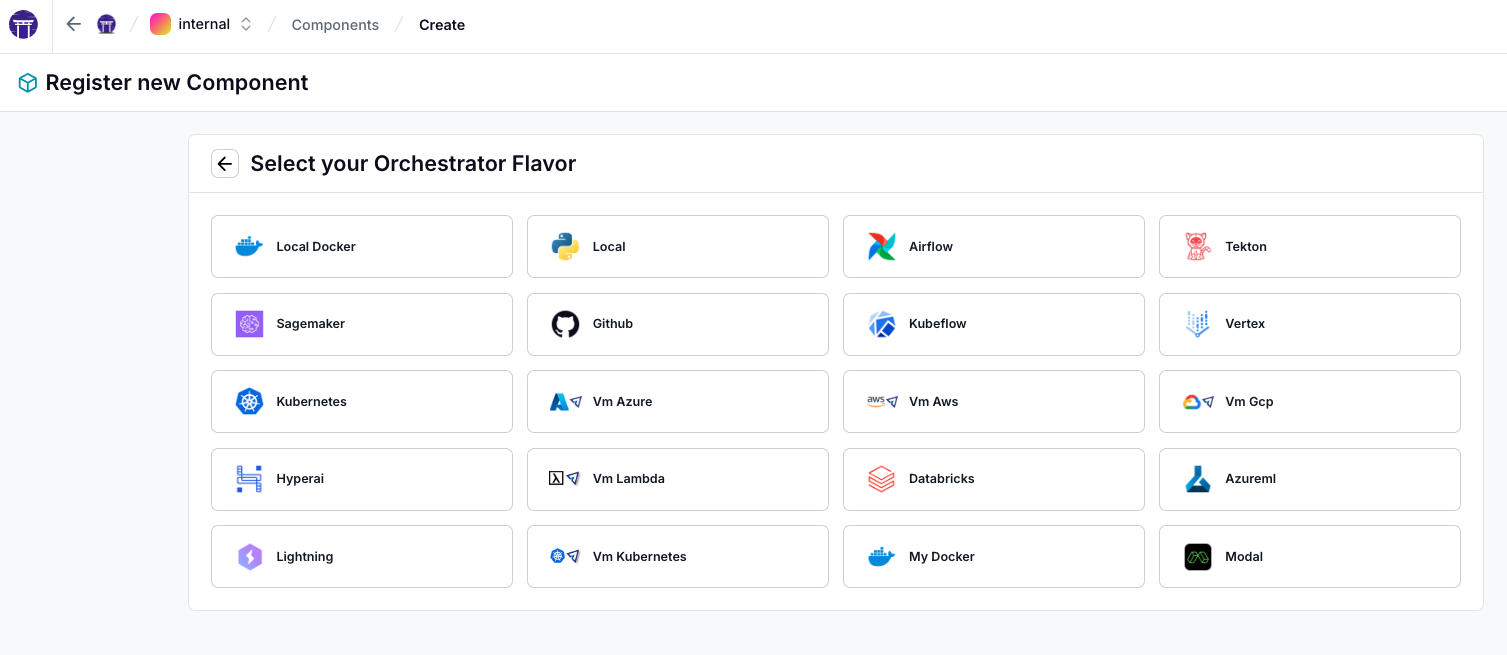 internal / Components / Create
Register new Component
Select your Orchestrator Flavor
Local Docker
Local
Airflow
Tekton
Sagemaker
Github
Kubeflow
Vertex
Kubernetes
Vm Azure
aws
Vm Aws
Vm Gcp
Hyperai
Vm Lambda
Databricks
Azureml
Lightning
Vm Kubernetes
My Docker
Modal